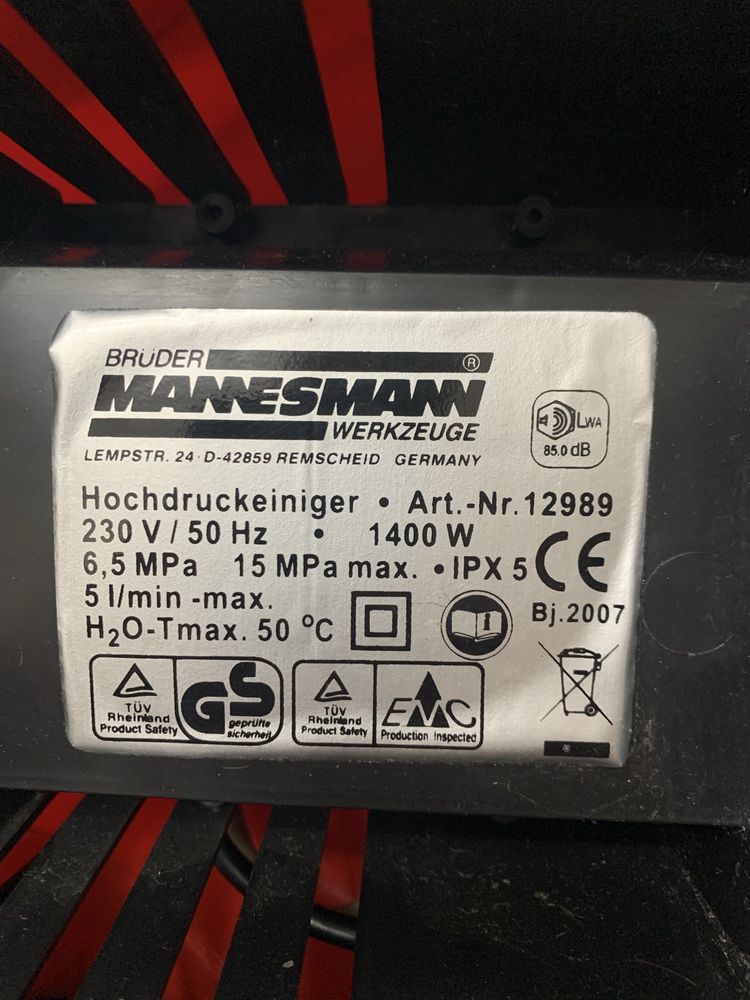 BRÜDER ®
MANNESMANN
WERKZEUGE
LEMPSTR. 24 · D-42859 REMSCHEID GERMANY
LWA
85.0 dB
Hochdruckeiniger • Art.-Nr.12989
230 V / 50 Hz • 1400 W
6,5 MPa 15 MPa max. • IPX 5 CE
5 l/min -max.
Bj.2007
H₂O-Tmax. 50 °C
TÜV
Rheinland
Product Safety
GS
geprüfte
sicherheit
TÜV
Rheinland
Product Safety
EMC
Production Inspected